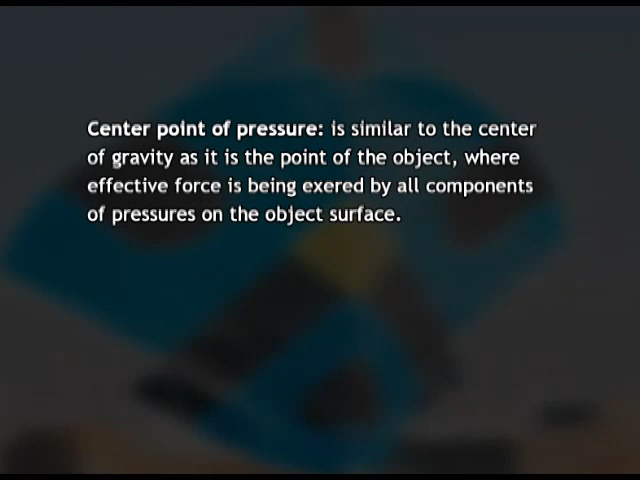 Center point of pressure: is similar to the center
of gravity as it is the point of the object, where
effective force is being exered by all components
of pressures on the object surface.